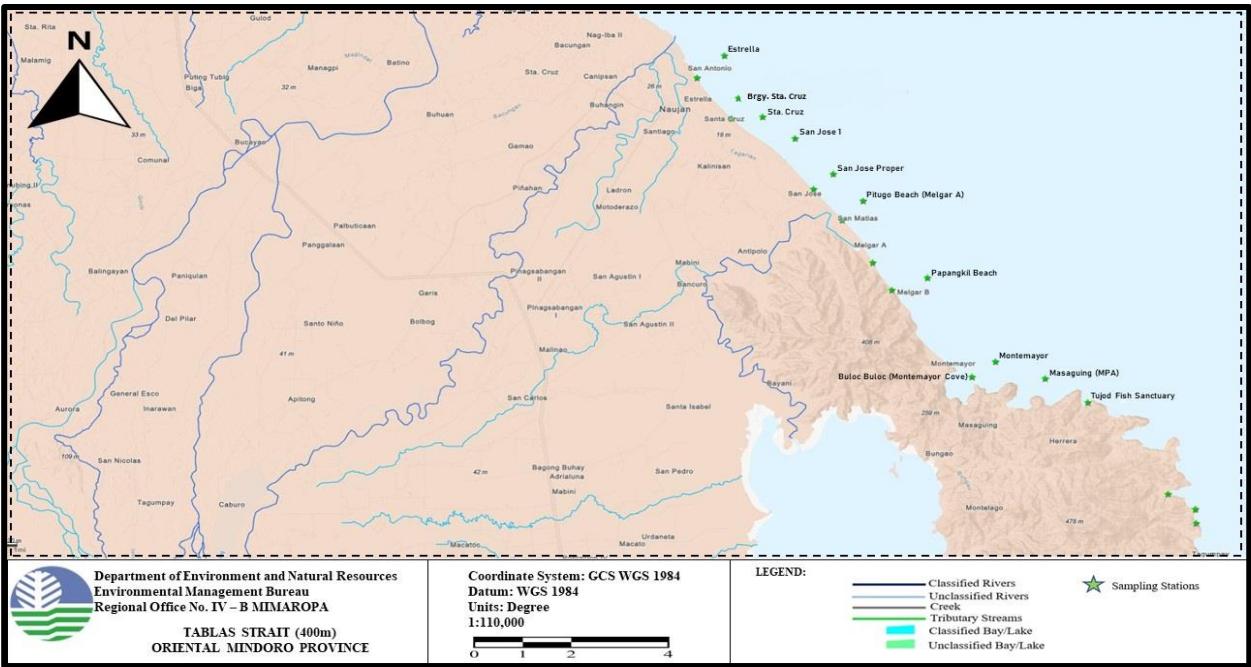 Sta. Rita
Gulod
Nag-Iba II
Bacungan
N
Estrella
Malamig
Managpi
Batino
San Antonio
Puting Tubig
Biga
Sta. Cruz
Canipsan
32 m
26 m
Estrella
Brgy. Sta. Cruz
Buhangin
Naujan
Buhuan
Bacungan
Santa Cruz
Sta. Cruz
33 m
Santiago
18 m
San Jose 1
Bucayao
Gamao
Comunal
Kalinisan
San Jose Proper
Piñahan
Ladron
San Jose
Pitugo Beach (Melgar A)
Motoderazo
Palbuticaan
San Matias
Panggalaan
Antipolo
Melgar A
Balingayan
Paniquian
Pinagsabangan
II
San Agustin I
Mabini
Bancuro
Papangkil Beach
Garis
Melgar B
Del Pilar
Santo Niño
Bolbog
Pinagsabangan
I
San Agustin II
408 m
41 m
Malinao
Montemayor
Montemayor
Buloc Buloc (Montemayor Cove)
Masaguing (MPA)
Bayani
General Esco
Apitong
San Carlos
Tujod Fish Sanctuary
Aurora
Inarawan
Santa Isabel
259 m
Masaguing
Herrera
109 m
San Nicolas
Bungao
42 m
Bagong Buhay
Adrialuna
San Pedro
Mabini
Tagumpay
Caburo
Montelago
478 m
Urdaneta
Macatoc
Macato
Tagumpay
Department of Environment and Natural Resources
Environmental Management Bureau
Regional Office No. IV – B MIMAROPA
TABLAS STRAIT (400m)
ORIENTAL MINDORO PROVINCE
Coordinate System: GCS WGS 1984
Datum: WGS 1984
Units: Degree
1:110,000
0 1 2 4
LEGEND:
Classified Rivers
Unclassified Rivers
Creek
Tributary Streams
Classified Bay/Lake
Unclassified Bay/Lake
Sampling Stations